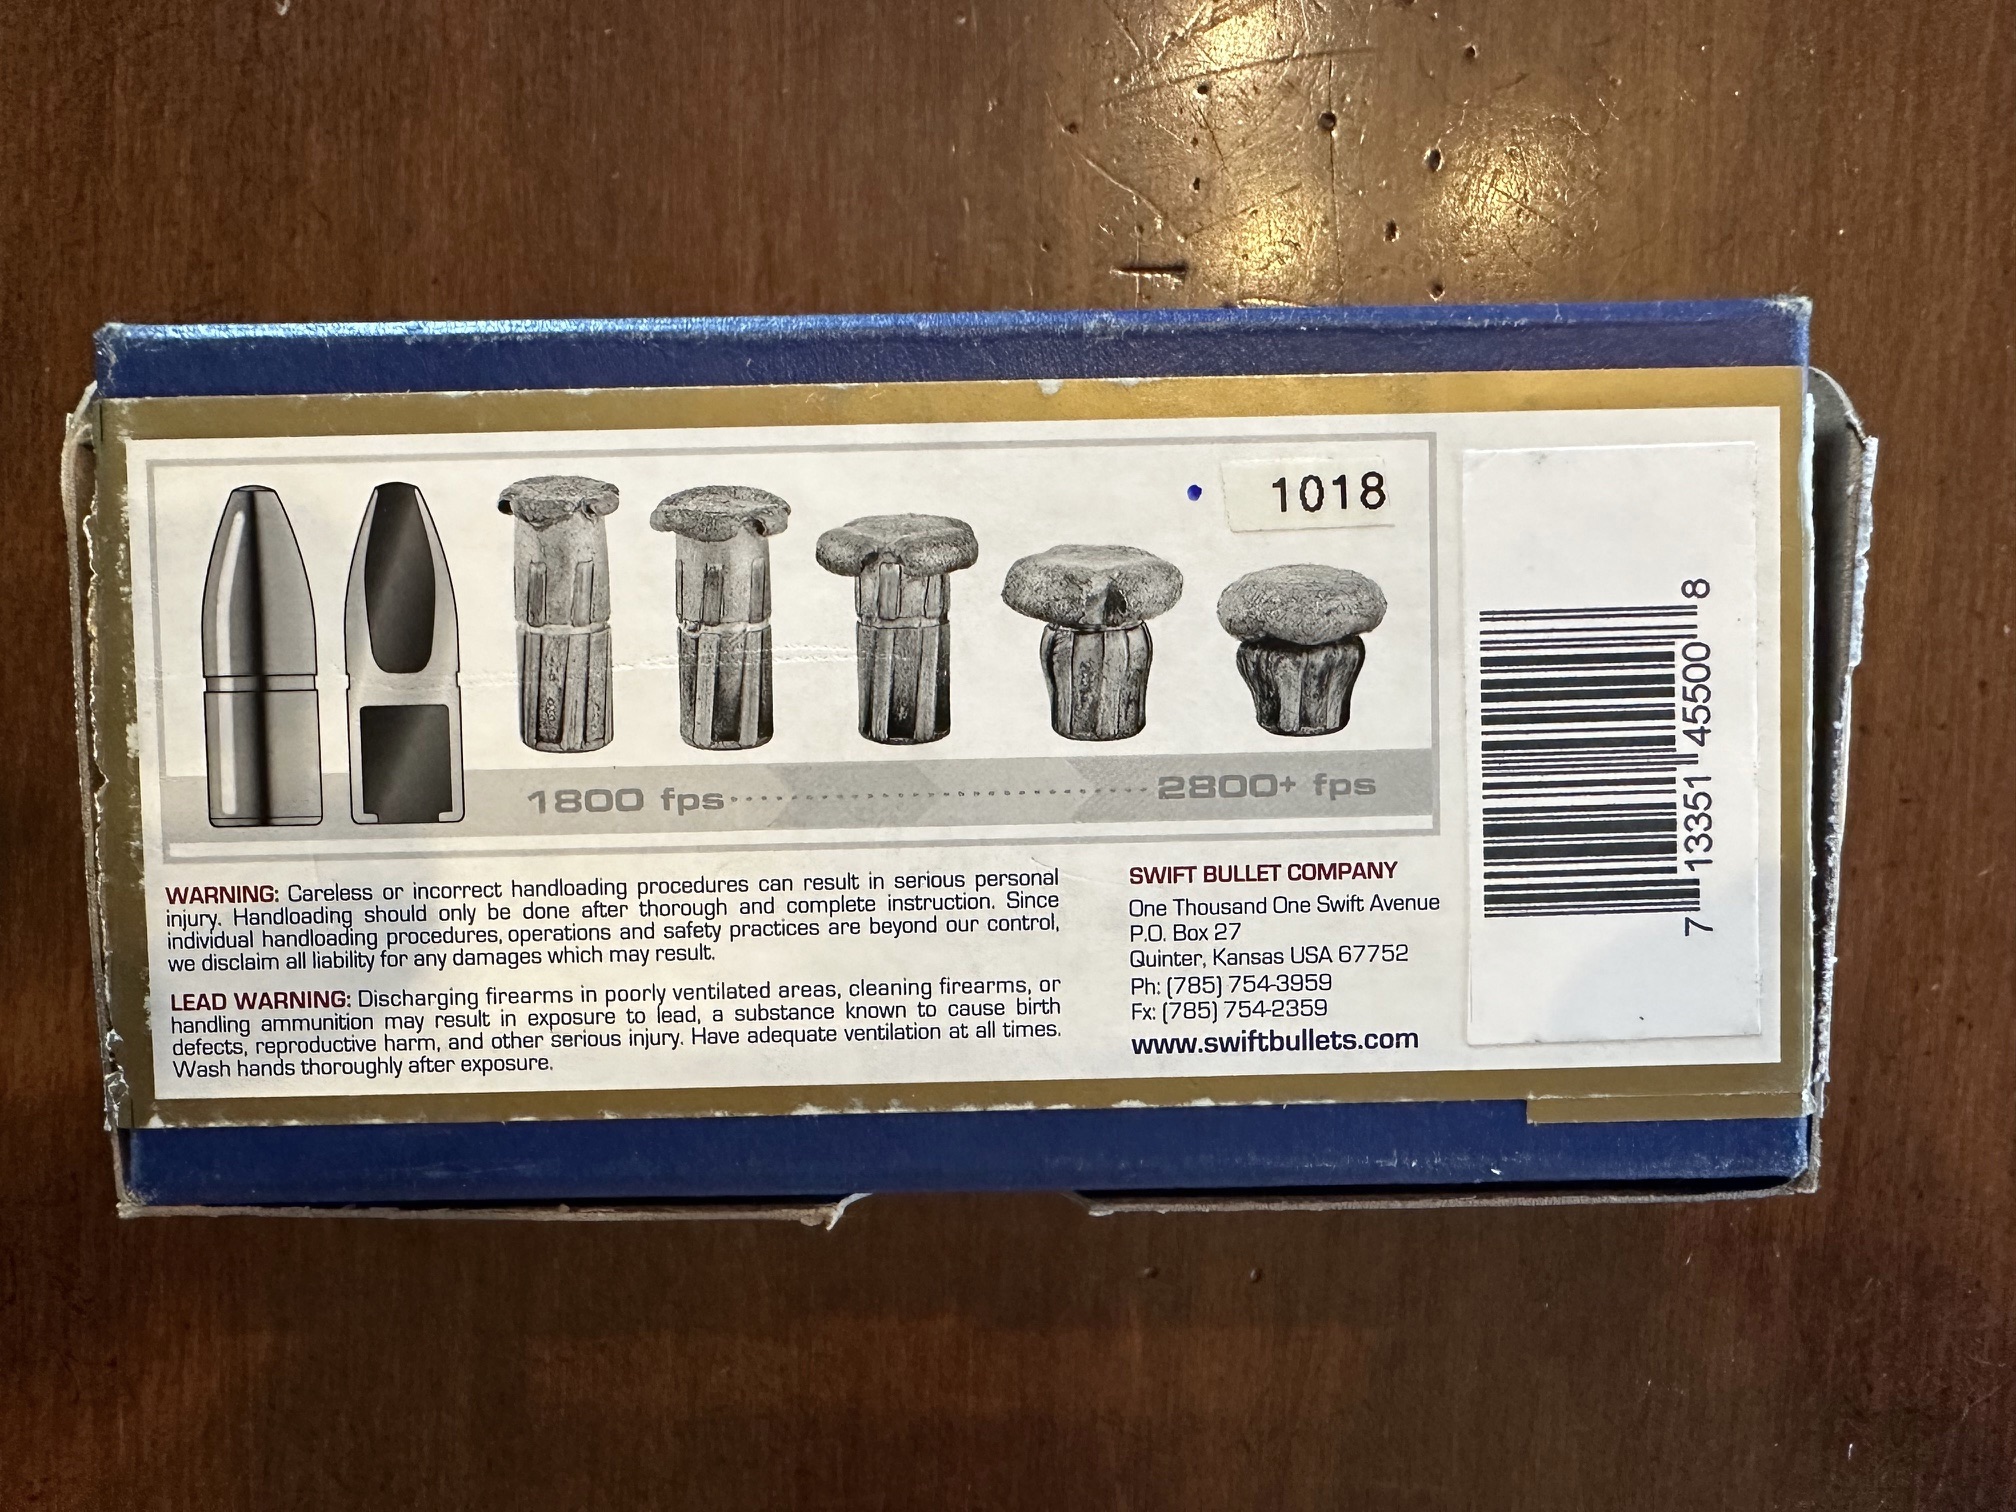 1018
1800 fps
2800+ fps
WARNING: Careless or incorrect handloading procedures can result in serious personal
injury. Handloading should only be done after thorough and complete instruction. Since
individual handloading procedures, operations and safety practices are beyond our control,
we disclaim all liability for any damages which may result.
LEAD WARNING: Discharging firearms in poorly ventilated areas, cleaning firearms, or
handling ammunition may result in exposure to lead, a substance known to cause birth
defects, reproductive harm, and other serious injury. Have adequate ventilation at all times.
Wash hands thoroughly after exposure.
SWIFT BULLET COMPANY
One Thousand One Swift Avenue
P.O. Box 27
Quinter, Kansas USA 67752
Ph: (785) 754-3959
Fx: (785) 754-2359
www.swiftbullets.com
7 13351 45500 8